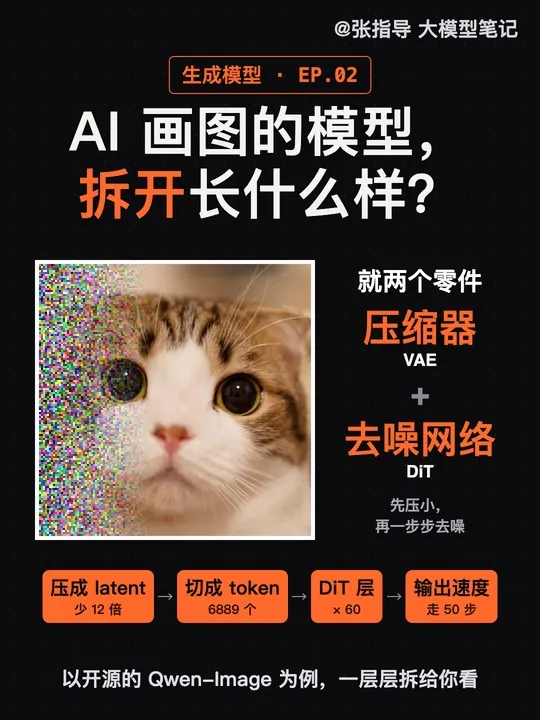 @张指导 大模型笔记
生成模型 · EP.02
AI 画图的模型，
拆开长什么样？
就两个零件
压缩器
VAE
+
去噪网络
DiT
先压小，
再一步步去噪
压成 latent
少 12 倍
→
切成 token
6889 个
→
DiT 层
× 60
→
输出速度
走 50 步
以开源的 Qwen-Image 为例，一层层拆给你看